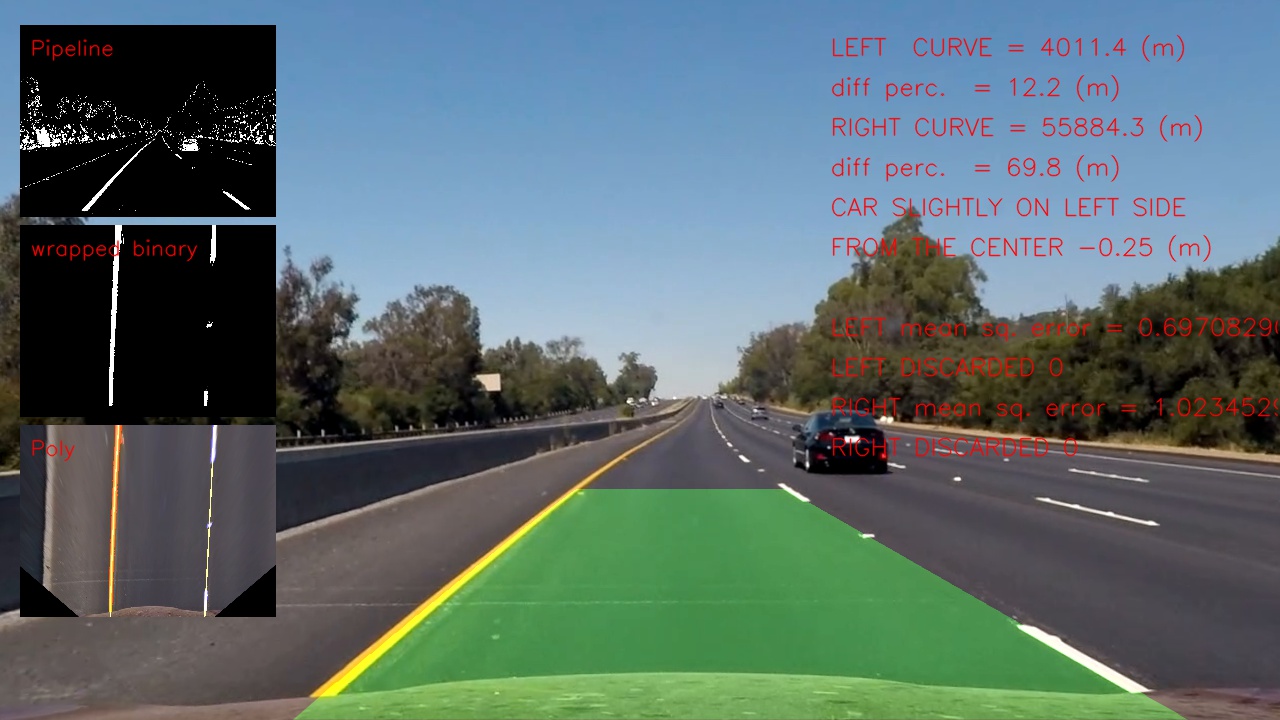 Pipeline
wrapped binary
Poly
LEFT CURVE = 4011.4 (m)
diff perc. = 12.2 (m)
RIGHT CURVE = 55884.3 (m)
diff perc. = 69.8 (m)
CAR SLIGHTLY ON LEFT SIDE
FROM THE CENTER -0.25 (m)
LEFT mean sq. error = 0.6970829
LEFT DISCARDED 0
RIGHT mean sq. error = 1.0234529
RIGHT DISCARDED 0